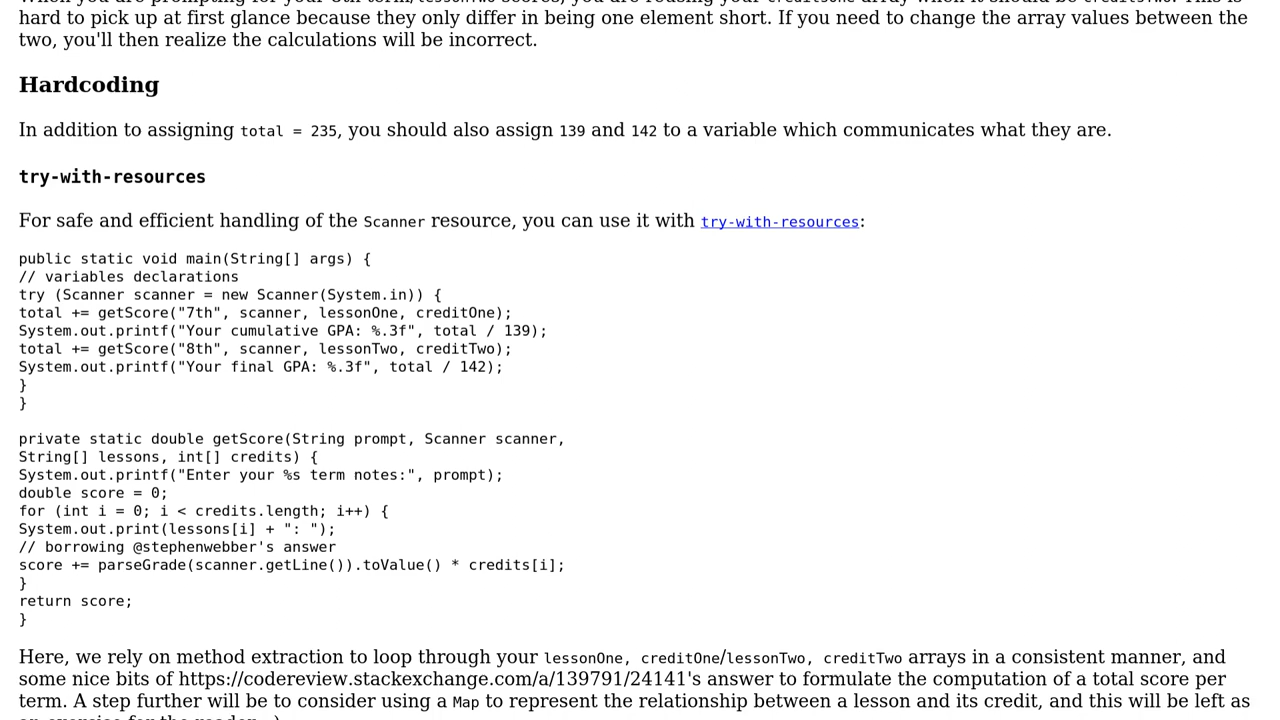 hard to pick up at first glance because they only differ in being one element short. If you need to change the array values between the
two, you'll then realize the calculations will be incorrect.
Hardcoding
In addition to assigning total = 235, you should also assign 139 and 142 to a variable which communicates what they are.
try-with-resources
For safe and efficient handling of the Scanner resource, you can use it with try-with-resources:
public static void main(String[] args) {
// variables declarations
try (Scanner scanner = new Scanner(System.in)) {
total += getScore("7th", scanner, lessonOne, creditOne);
System.out.printf("Your cumulative GPA: %.3f", total / 139);
total += getScore("8th", scanner, lessonTwo, creditTwo);
System.out.printf("Your final GPA: %.3f", total / 142);
}
}
private static double getScore(String prompt, Scanner scanner,
String[] lessons, int[] credits) {
System.out.printf("Enter your %s term notes:", prompt);
double score = 0;
for (int i = 0; i < credits.length; i++) {
System.out.print(lessons[i] + ": ");
// borrowing @stephenwebber's answer
score += parseGrade(scanner.getLine()).toValue() * credits[i];
}
return score;
}
Here, we rely on method extraction to loop through your lessonOne, creditOne/lessonTwo, creditTwo arrays in a consistent manner, and
some nice bits of https://codereview.stackexchange.com/a/139791/24141's answer to formulate the computation of a total score per
term. A step further will be to consider using a Map to represent the relationship between a lesson and its credit, and this will be left as